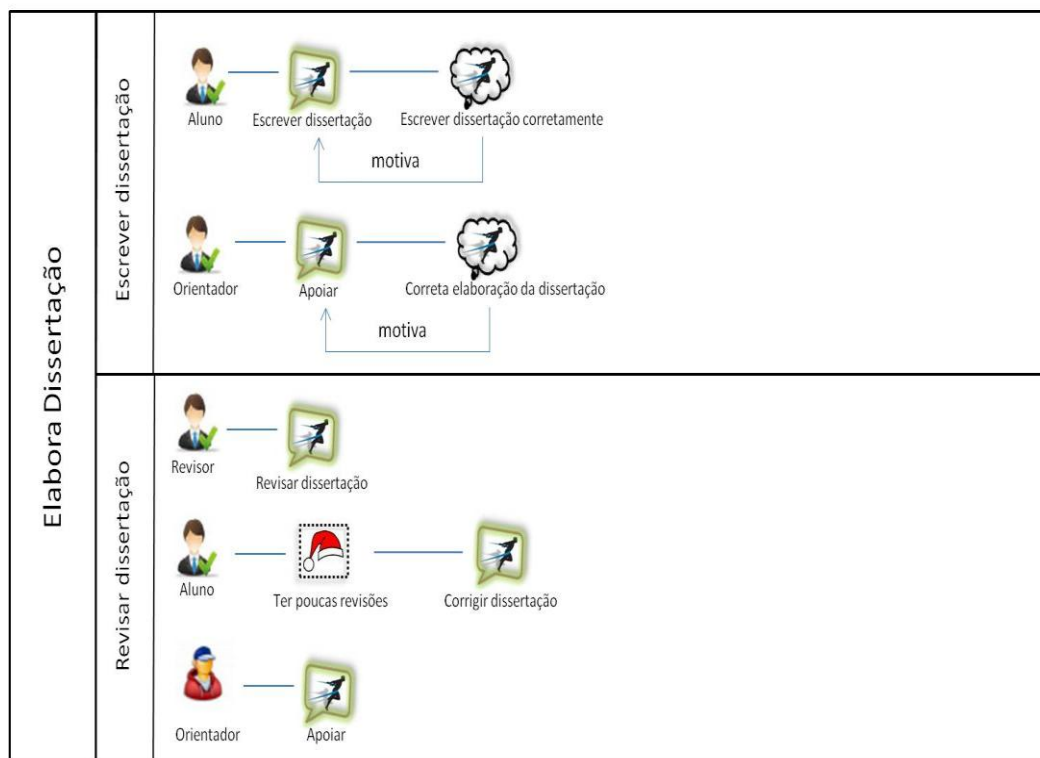 Elabora Dissertação
Escrever dissertação
Aluno
Escrever dissertação
Escrever dissertação corretamente
motiva
Orientador
Apoiar
Correta elaboração da dissertação
motiva
Revisar dissertação
Revisor
Revisar dissertação
Aluno
Ter poucas revisões
Corrigir dissertação
Orientador
Apoiar